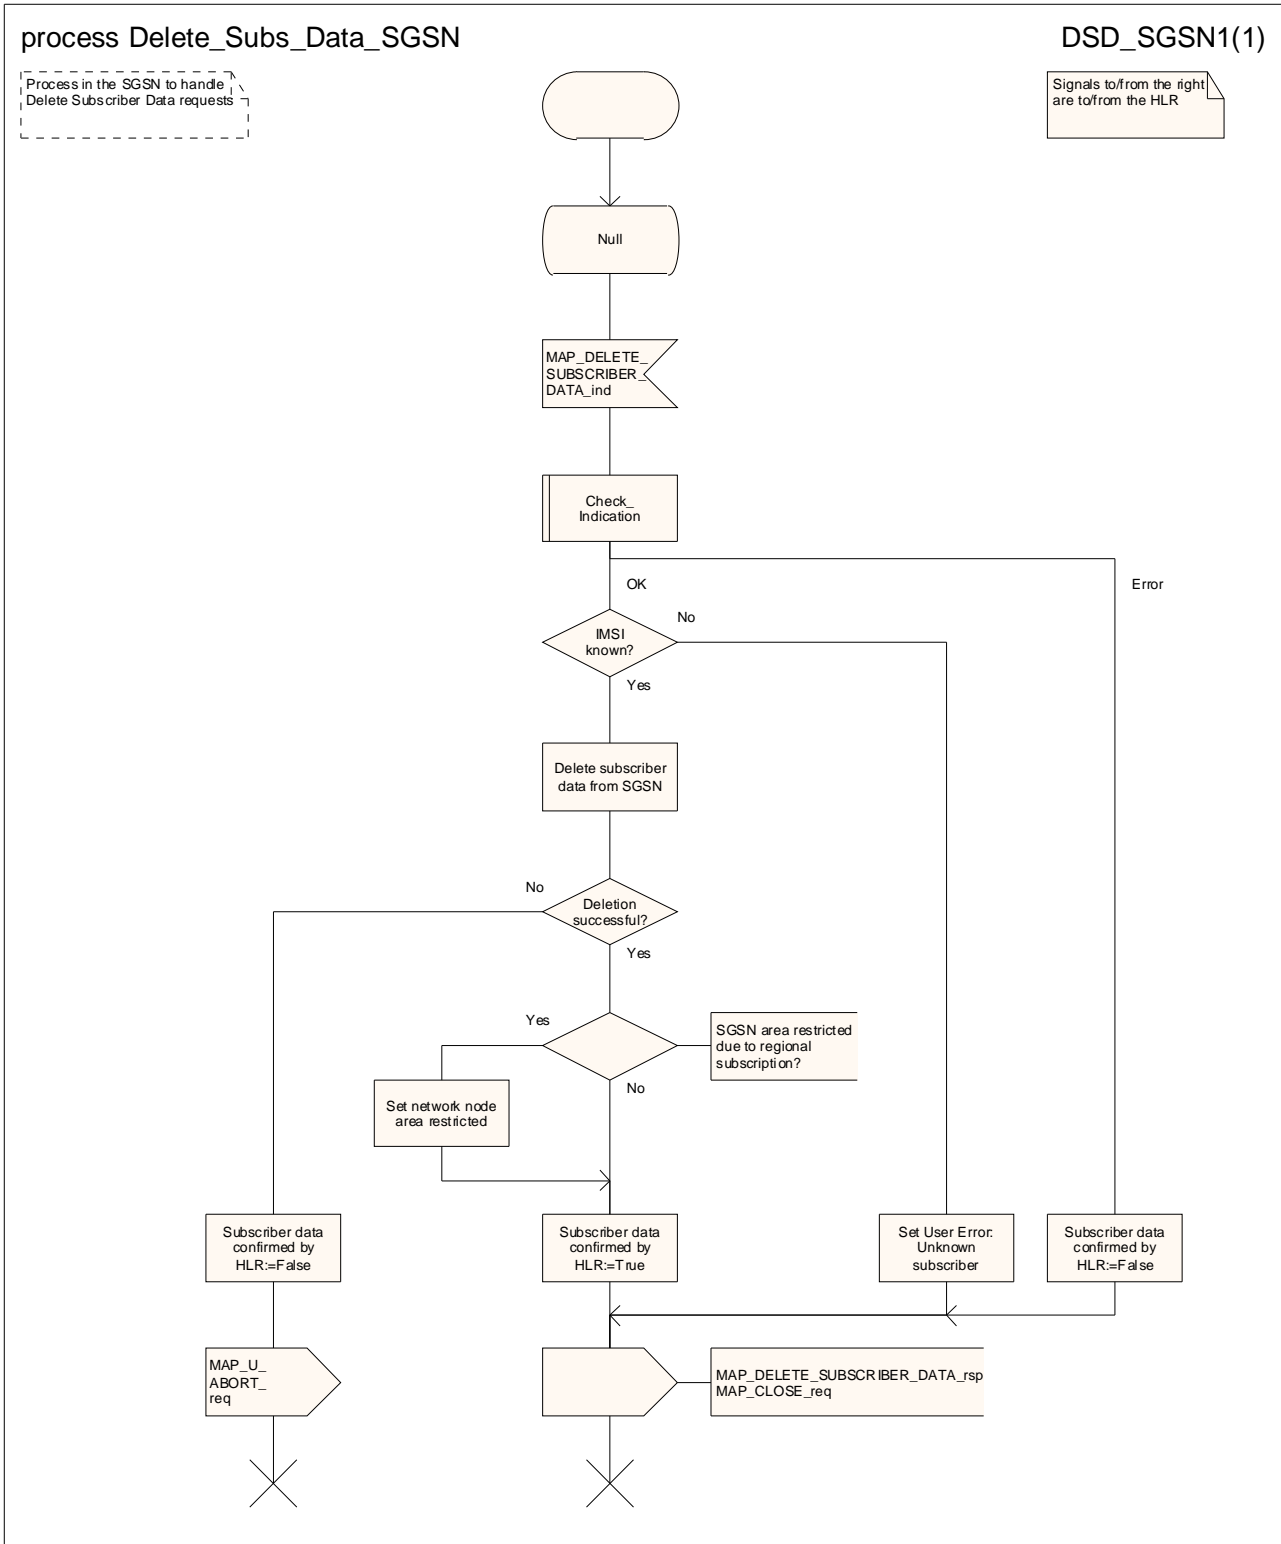 process Delete_Subs_Data_SGSN
DSD_SGSN1(1)
Process in the SGSN to handle
Delete Subscriber Data requests
Signals to/from the right
are to/from the HLR
Null
MAP_DELETE_
SUBSCRIBER_
DATA_ind
Check_
Indication
OK
Error
IMSI
known?
No
Yes
Delete subscriber
data from SGSN
No
Deletion
successful?
Yes
Yes
SGSN area restricted
due to regional
subscription?
No
Set network node
area restricted
Subscriber data
confirmed by
HLR:=False
Subscriber data
confirmed by
HLR:=True
Set User Error:
Unknown
subscriber
Subscriber data
confirmed by
HLR:=False
MAP_U_
ABORT_
req
MAP_DELETE_SUBSCRIBER_DATA_rsp
MAP_CLOSE_req